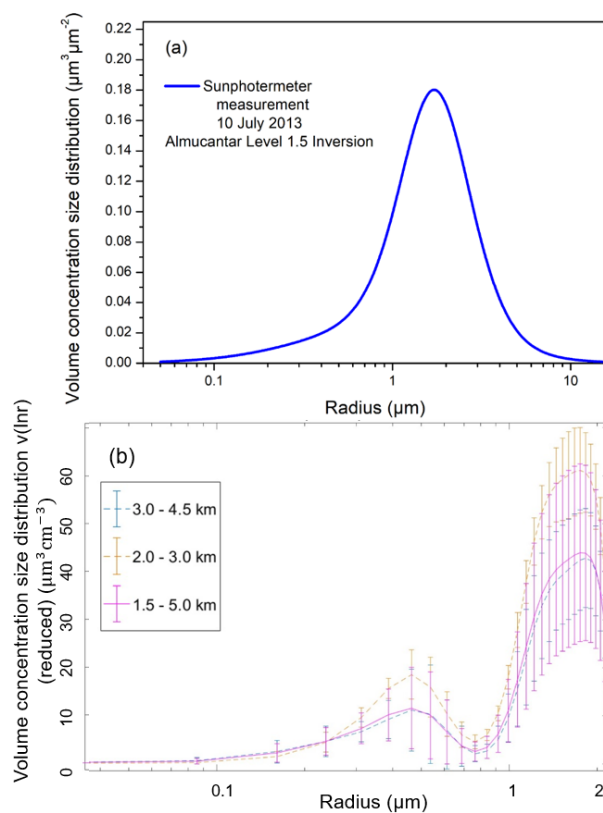 (a)
Volume concentration size distribution (µm³µm⁻²)
0.22
0.20
0.18
0.16
0.14
0.12
0.10
0.08
0.06
0.04
0.02
0.00
Sunphotermeter
measurement
10 July 2013
Almucantar Level 1.5 Inversion
0.1 1 10
Radius (µm)
(b)
Volume concentration size distribution v(lnr)
(reduced) (µm³cm⁻³)
60
50
40
30
20
10
0
3.0 - 4.5 km
2.0 - 3.0 km
1.5 - 5.0 km
0.1 1 2
Radius (µm)